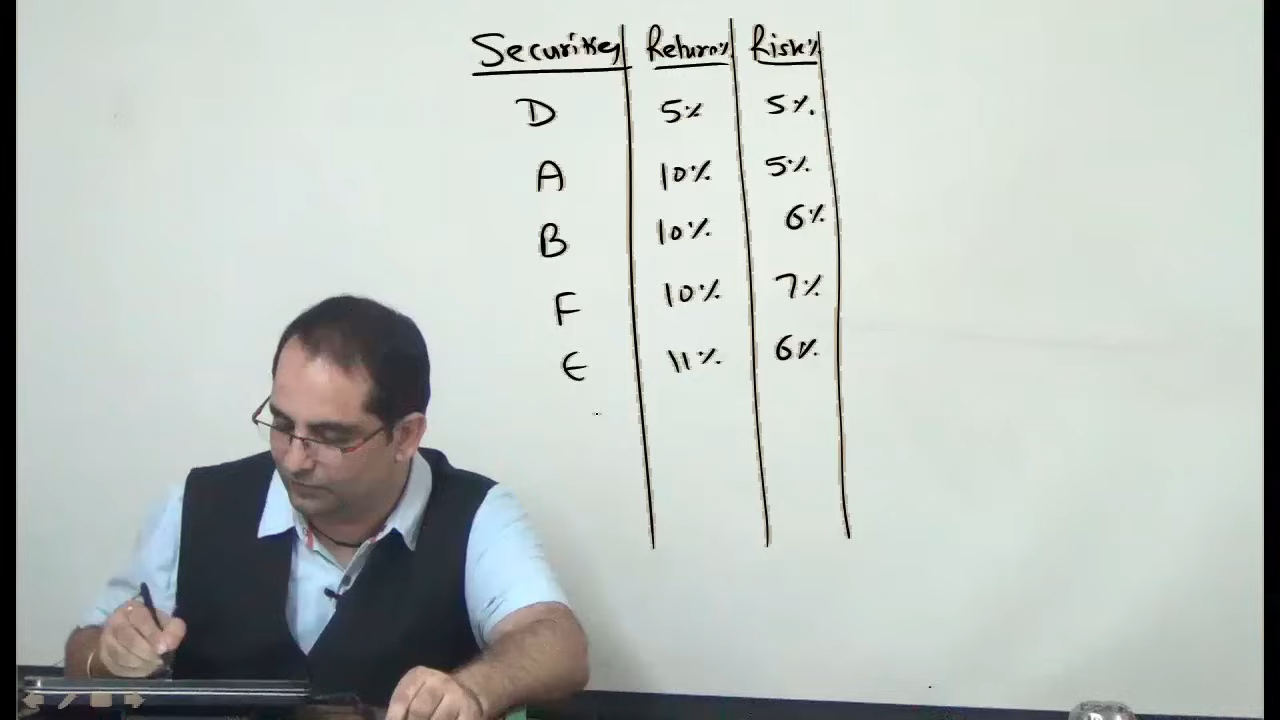 Securities Return% Risk%
D 5% 5%
A 10% 5%
B 10% 6%
F 10% 7%
E 11% 6%